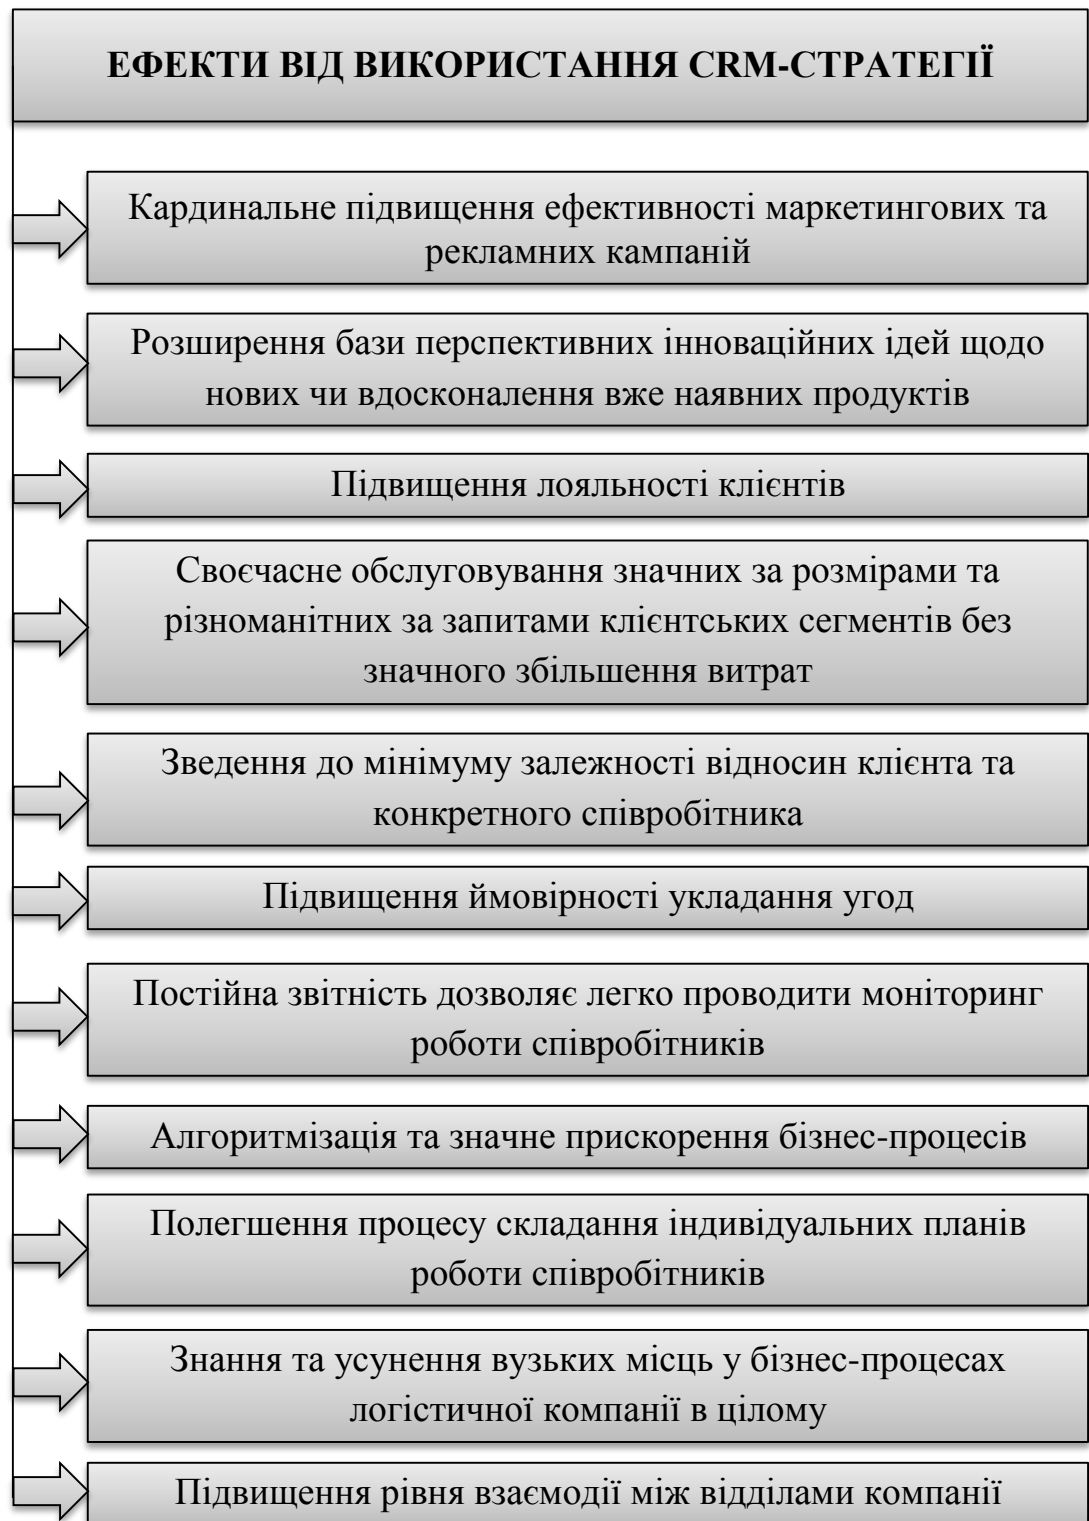 ЕФЕКТИ ВІД ВИКОРИСТАННЯ CRM-СТРАТЕГІЇ
Кардинальне підвищення ефективності маркетингових та
рекламних кампаній
Розширення бази перспективних інноваційних ідей щодо
нових чи вдосконалення вже наявних продуктів
Підвищення лояльності клієнтів
Своєчасне обслуговування значних за розмірами та
різноманітних за запитами клієнтських сегментів без
значного збільшення витрат
Зведення до мінімуму залежності відносин клієнта та
конкретного співробітника
Підвищення ймовірності укладання угод
Постійна звітність дозволяє легко проводити моніторинг
роботи співробітників
Алгоритмізація та значне прискорення бізнес-процесів
Полегшення процесу складання індивідуальних планів
роботи співробітників
Знання та усунення вузьких місць у бізнес-процесах
логістичної компанії в цілому
Підвищення рівня взаємодії між відділами компанії